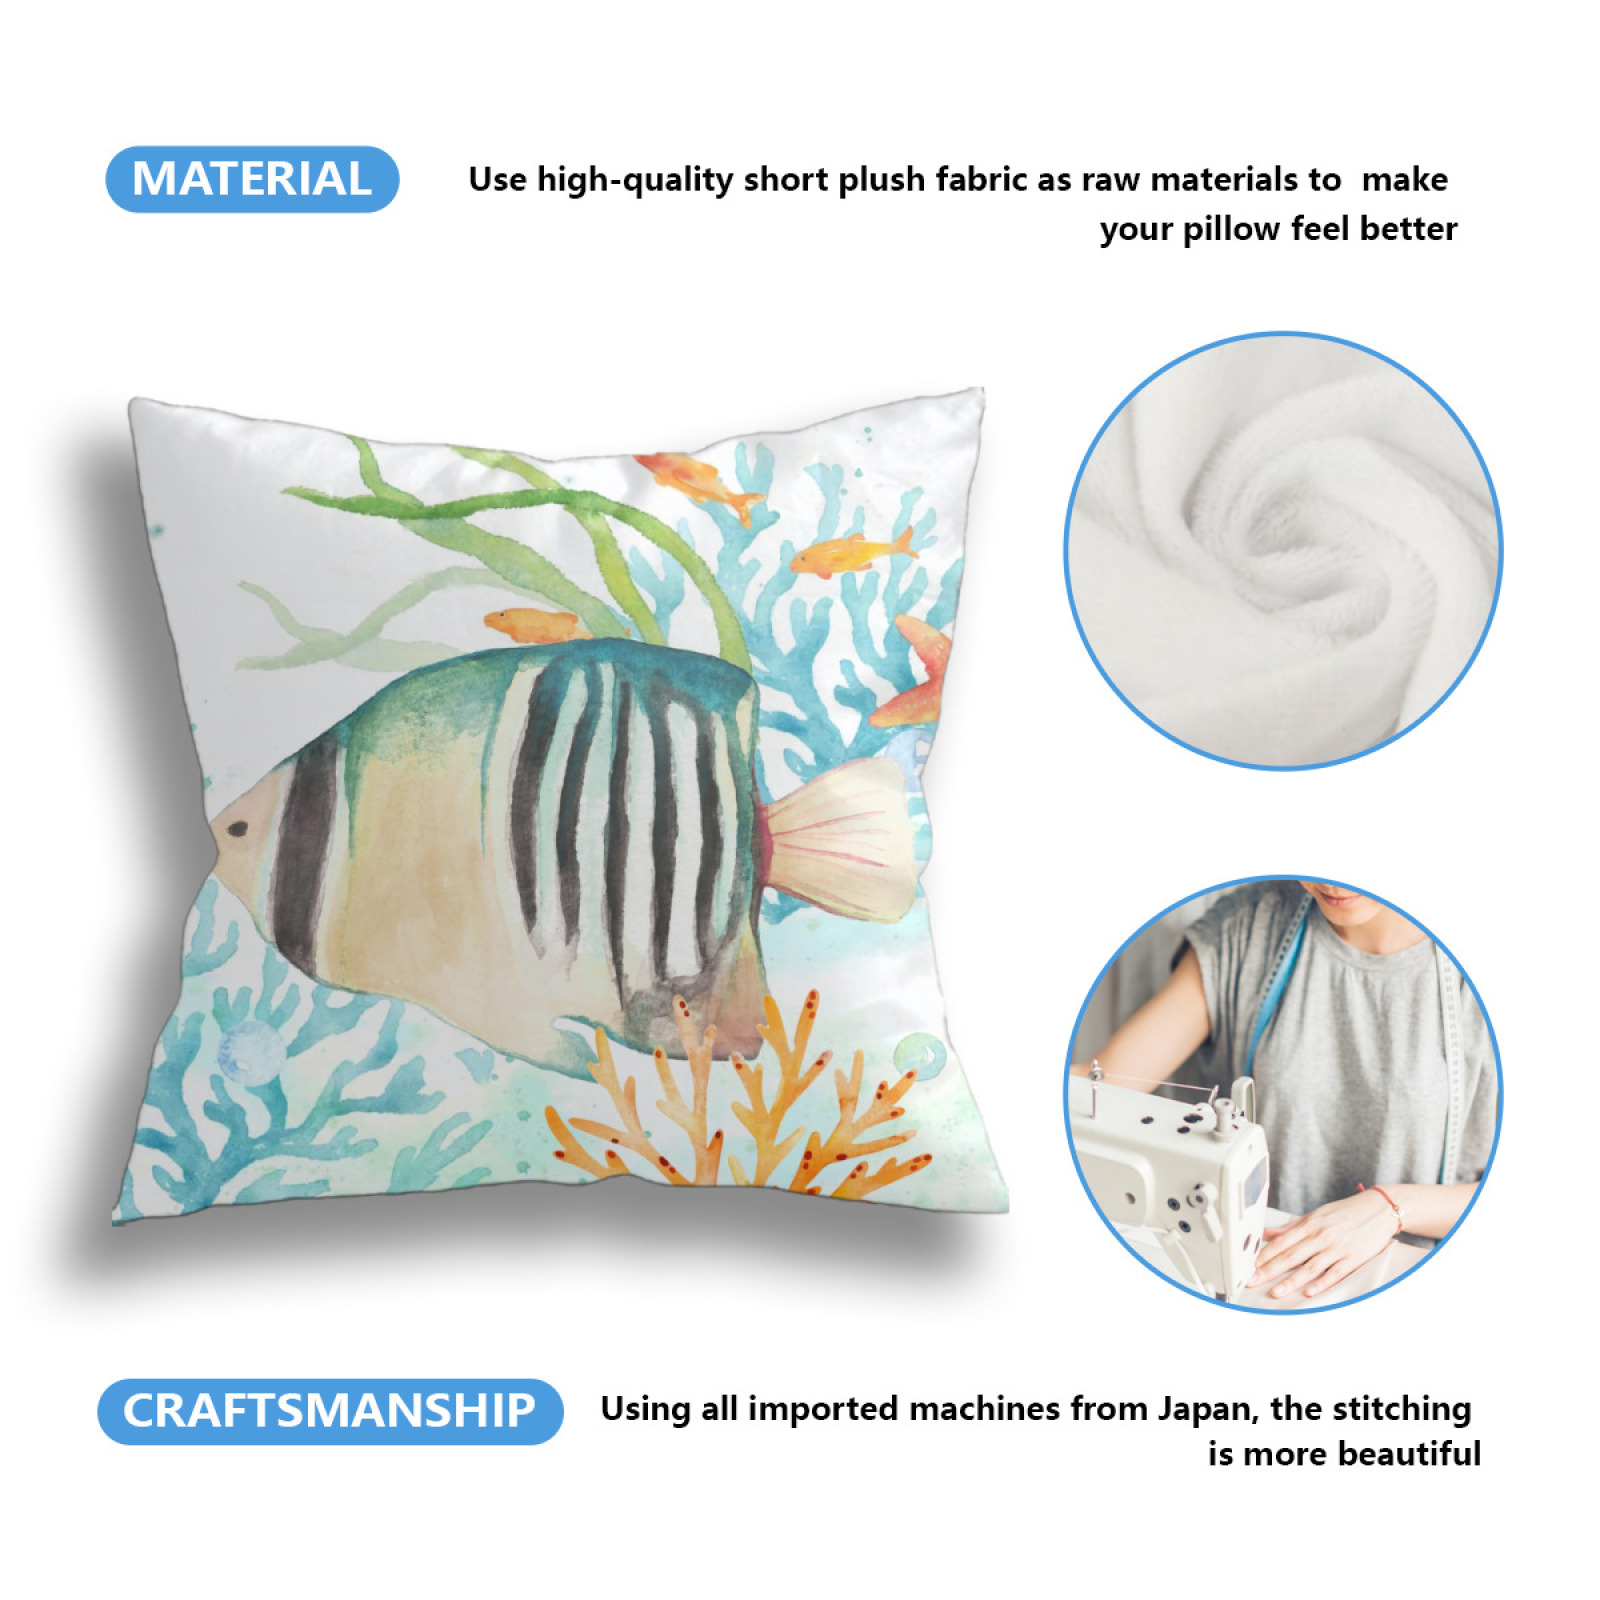 MATERIAL
Use high-quality short plush fabric as raw materials to make
your pillow feel better
CRAFTSMANSHIP
Using all imported machines from Japan, the stitching
is more beautiful